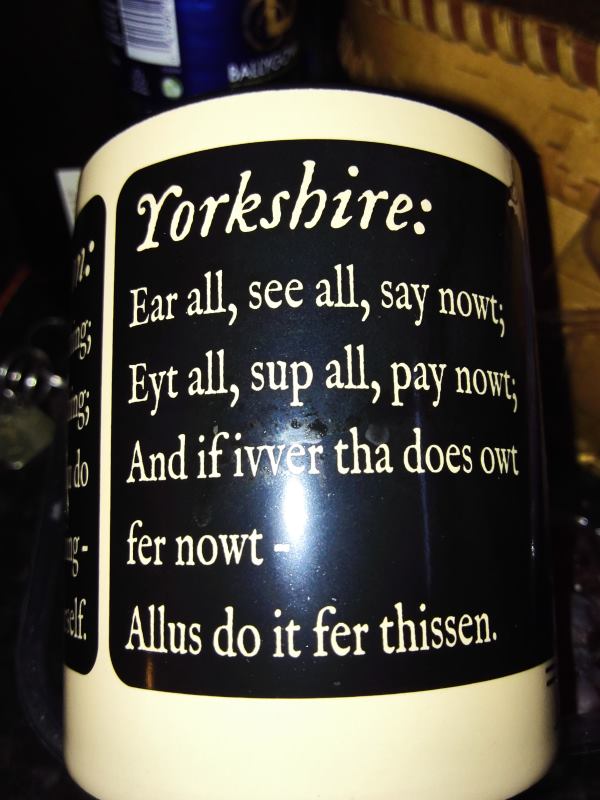 Yorkshire:
Ear all, see all, say nowt;
Eyt all, sup all, pay nowt;
And if ivver tha does owt
fer nowt -
Allus do it fer thissen.
do